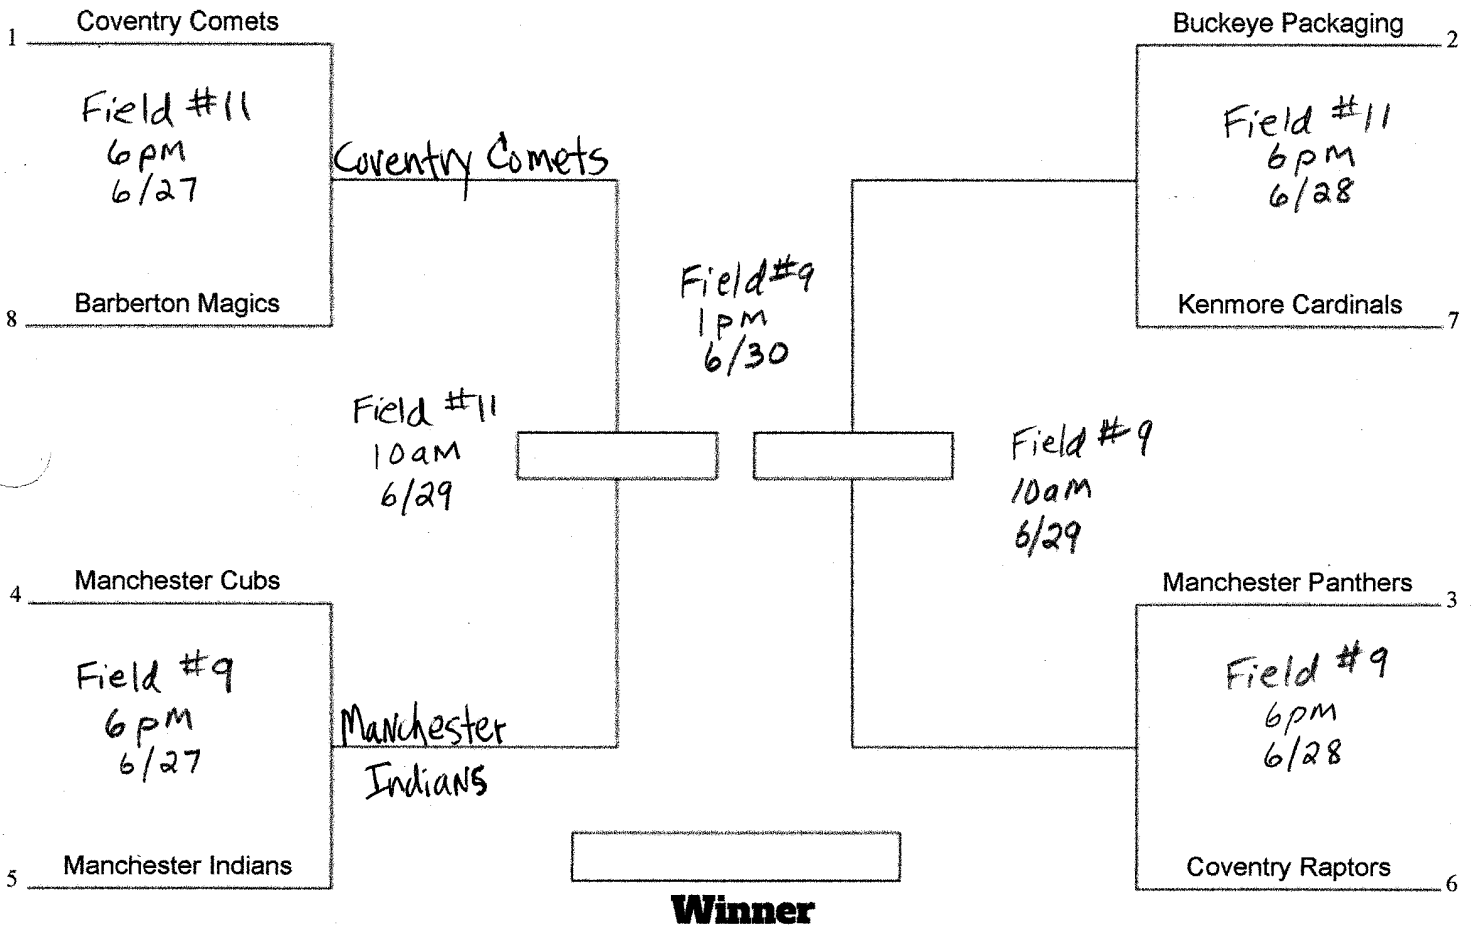 1 Coventry Comets
Buckeye Packaging 2
Field #11
6pm
6/27
Coventry Comets
Field #11
6pm
6/28
8 Barberton Magics
Field #9
1pm
6/30
Kenmore Cardinals 7
Field #11
10am
6/29
Field #9
10am
6/29
4 Manchester Cubs
Manchester Panthers 3
Field #9
6pm
6/27
Manchester
Indians
Field #9
6pm
6/28
5 Manchester Indians
Coventry Raptors 6
Winner